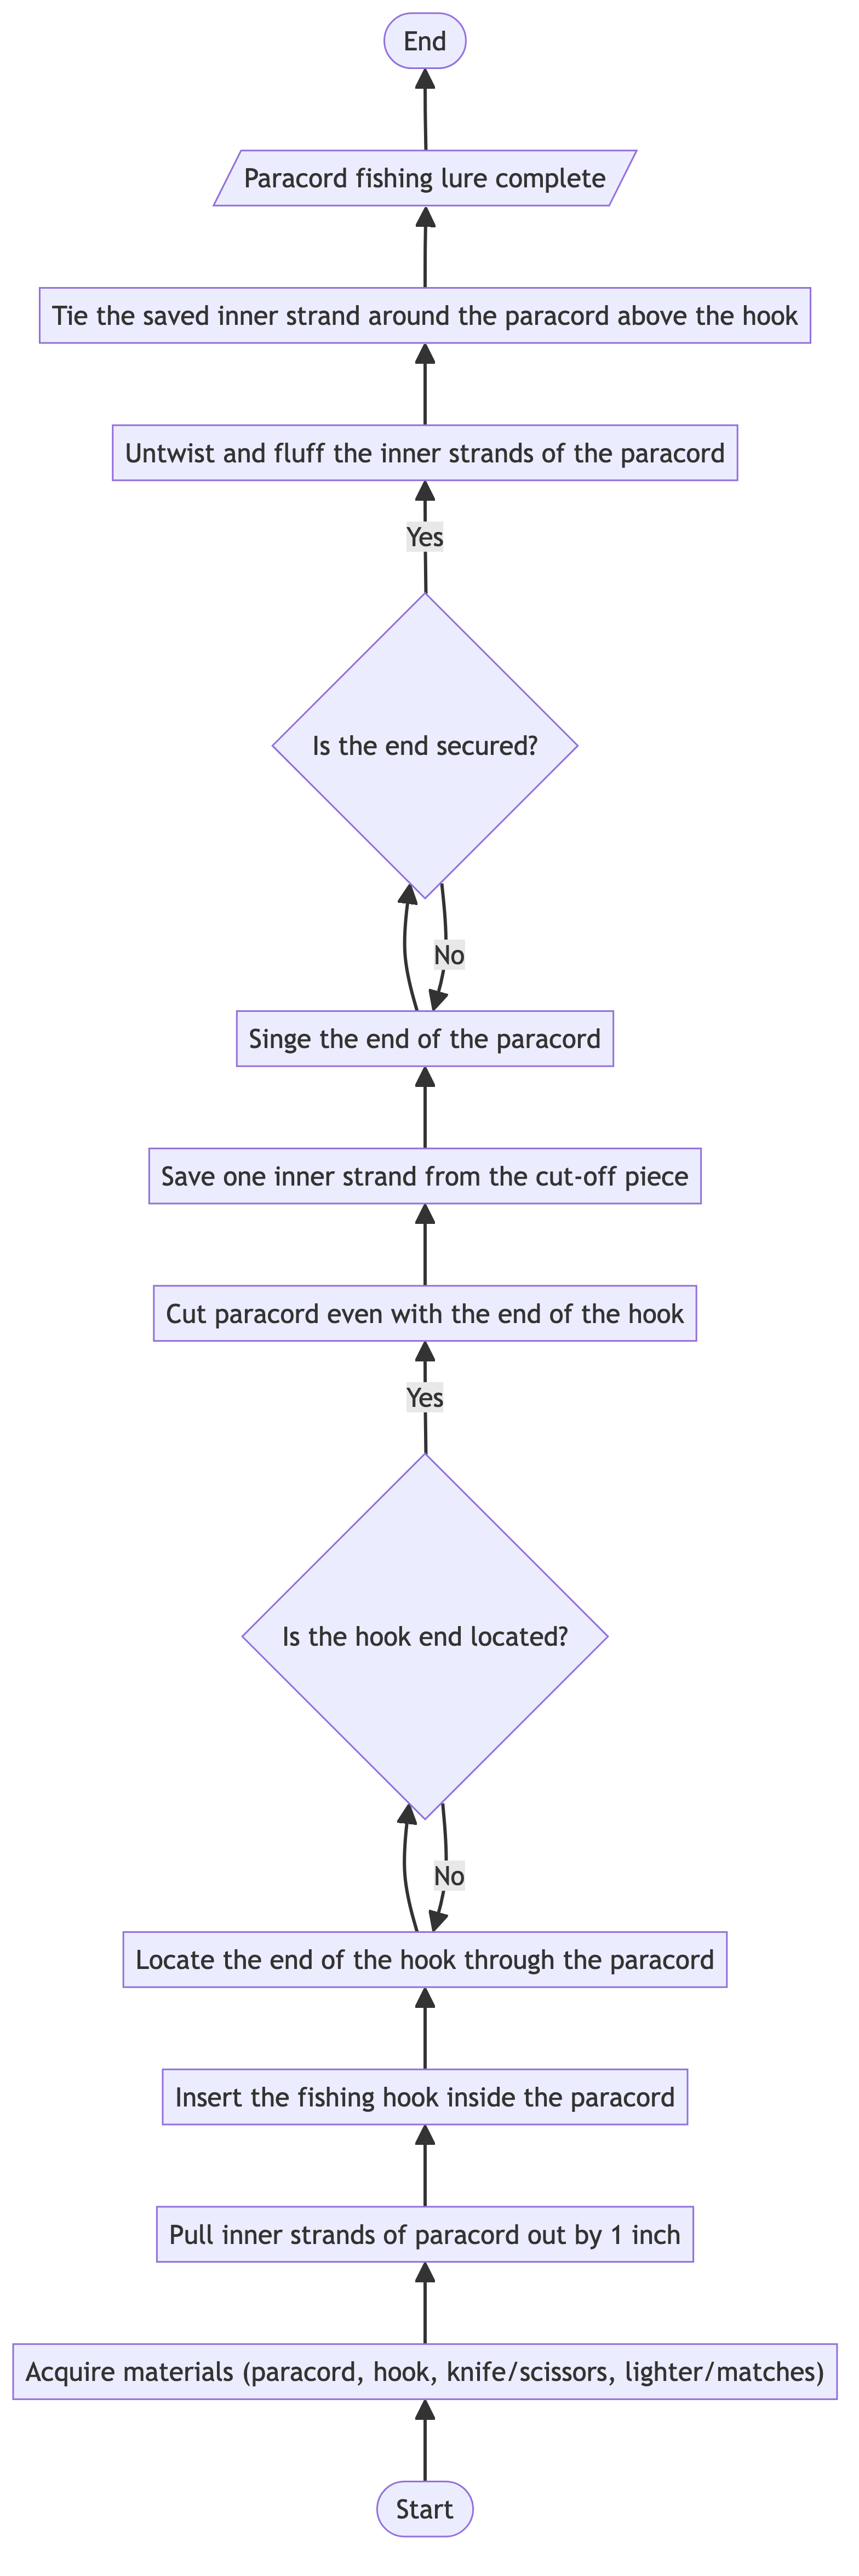 End
Paracord fishing lure complete
Tie the saved inner strand around the paracord above the hook
Untwist and fluff the inner strands of the paracord
Yes
Is the end secured?
No
Singe the end of the paracord
Save one inner strand from the cut-off piece
Cut paracord even with the end of the hook
Yes
Is the hook end located?
No
Locate the end of the hook through the paracord
Insert the fishing hook inside the paracord
Pull inner strands of paracord out by 1 inch
Acquire materials (paracord, hook, knife/scissors, lighter/matches)
Start